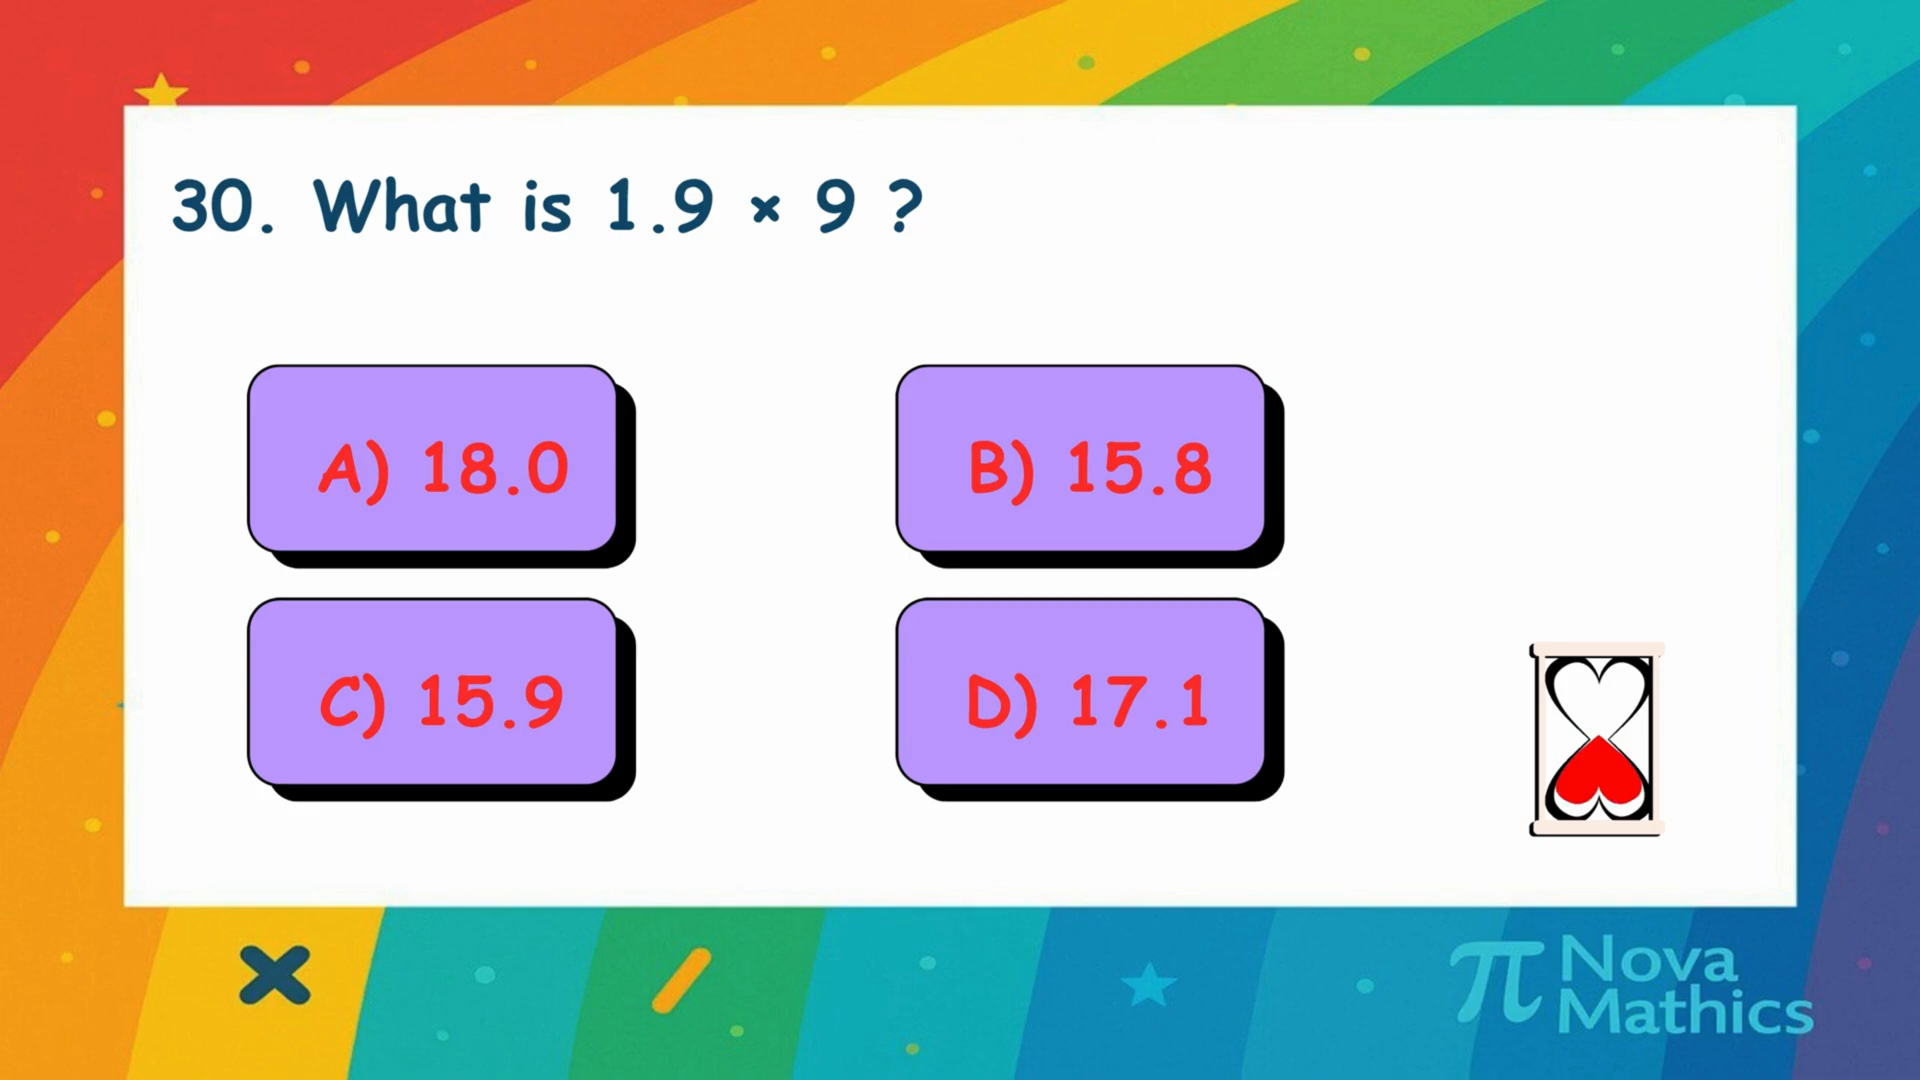 30. What is 1.9 × 9 ?
A) 18.0
B) 15.8
C) 15.9
D) 17.1
π Nova
Mathics